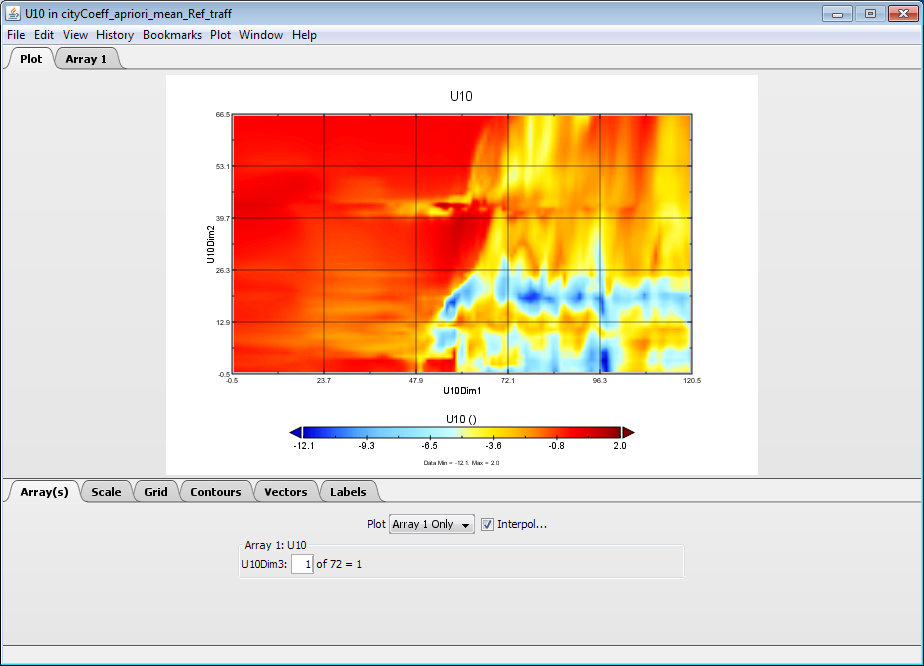 U10 in cityCoeff_apriori_mean_Ref_traff
File Edit View History Bookmarks Plot Window Help
Plot Array 1
U10
66.5
53.1
39.7
26.3
12.9
-0.5
U10Dim2
-0.5 23.7 47.9 72.1 96.3 120.5
U10Dim1
U10 ()
-12.1 -9.3 -6.5 -3.6 -0.8 2.0
Data Min = -12.1, Max = 2.0
Array(s) Scale Grid Contours Vectors Labels
Plot Array 1 Only Interpol...
Array 1: U10
U10Dim3: 1 of 72 = 1